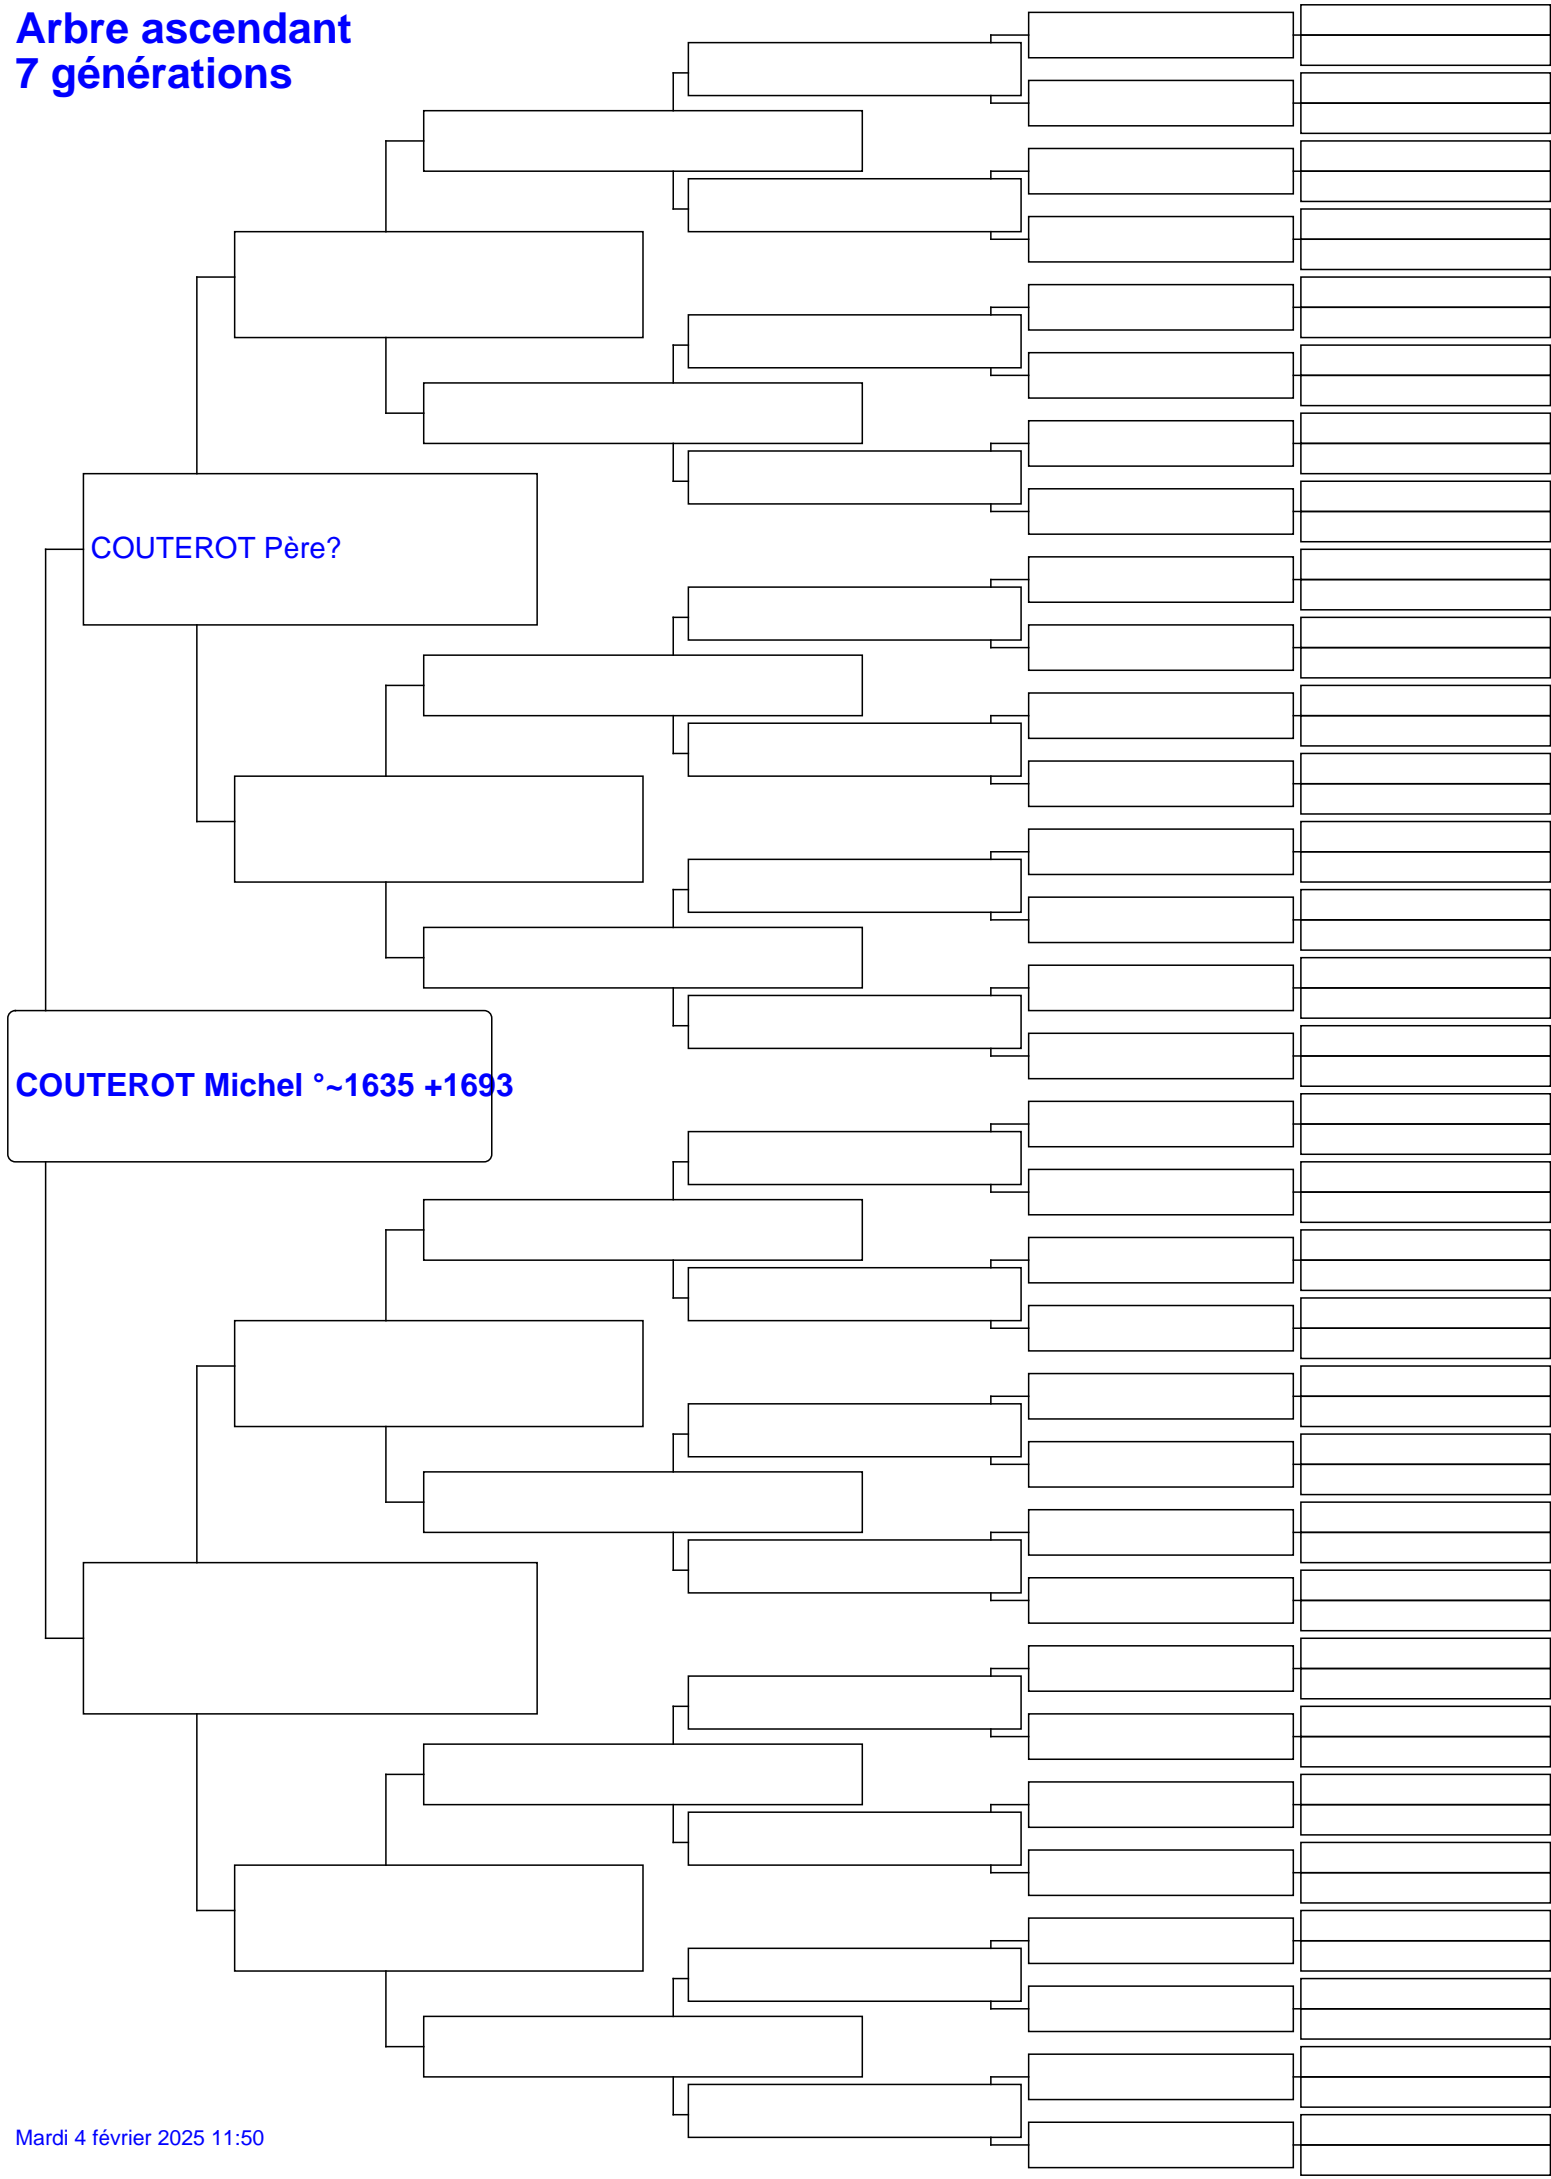 Arbre ascendant
7 générations
COUTEROT Père?
COUTEROT Michel °~1635 +1693
Mardi 4 février 2025 11:50